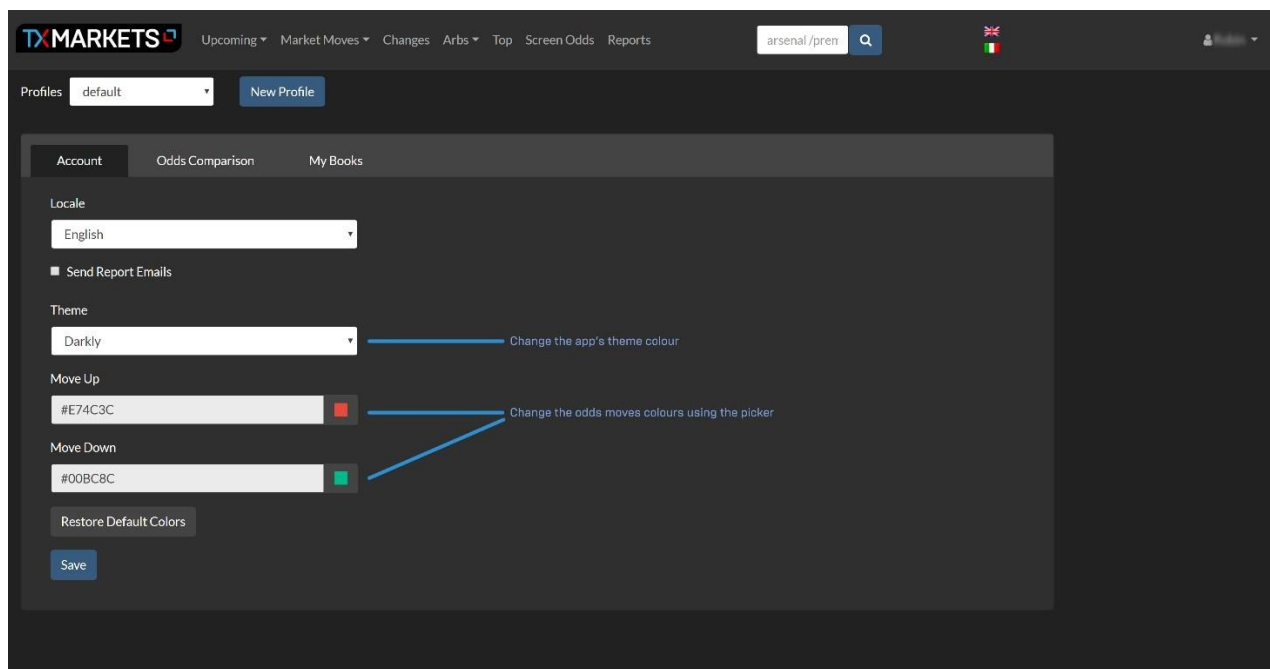 TXMARKETS
Upcoming Market Moves Changes Arbs Top Screen Odds Reports
arsenal /prem
Profiles default New Profile
Account Odds Comparison My Books
Locale
English
Send Report Emails
Theme
Darkly Change the app's theme colour
Move Up
#E74C3C Change the odds moves colours using the picker
Move Down
#00BC8C
Restore Default Colors
Save